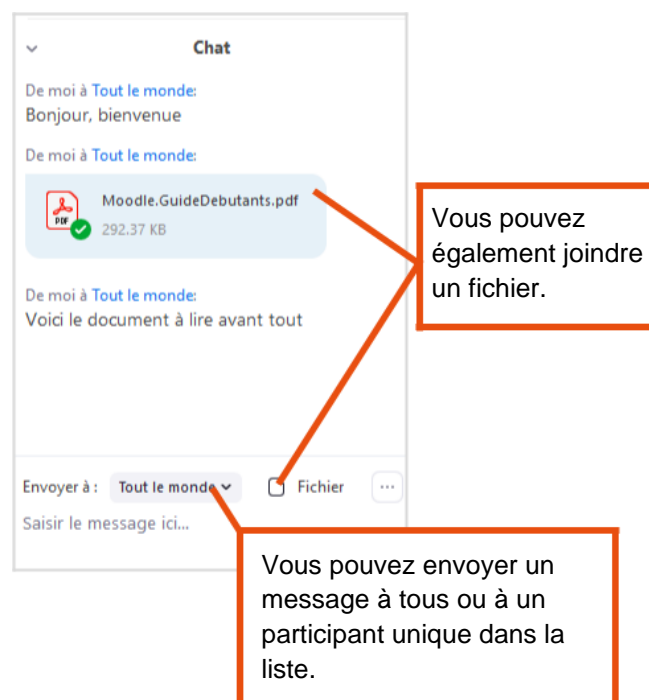 Chat
De moi à Tout le monde:
Bonjour, bienvenue
De moi à Tout le monde:
Moodle.GuideDebutants.pdf
PDF
292.37 KB
Vous pouvez
également joindre
un fichier.
De moi à Tout le monde:
Voici le document à lire avant tout
Envoyer à : Tout le monde Fichier ...
Saisir le message ici...
Vous pouvez envoyer un
message à tous ou à un
participant unique dans la
liste.